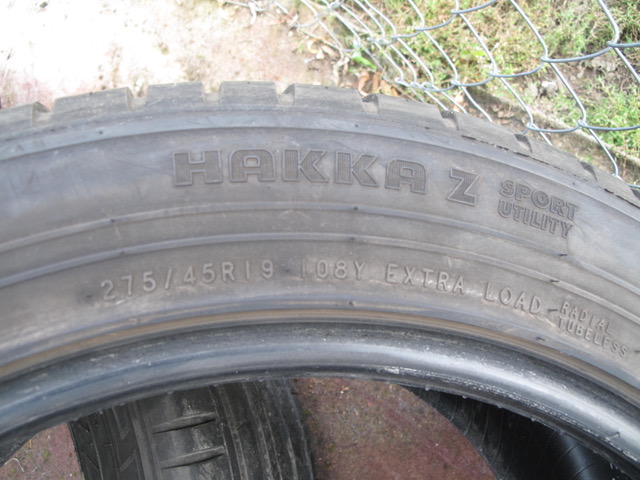 HAKKA Z SPORT
UTILITY
275/45R19 108Y EXTRA LOAD RADIAL
TUBELESS